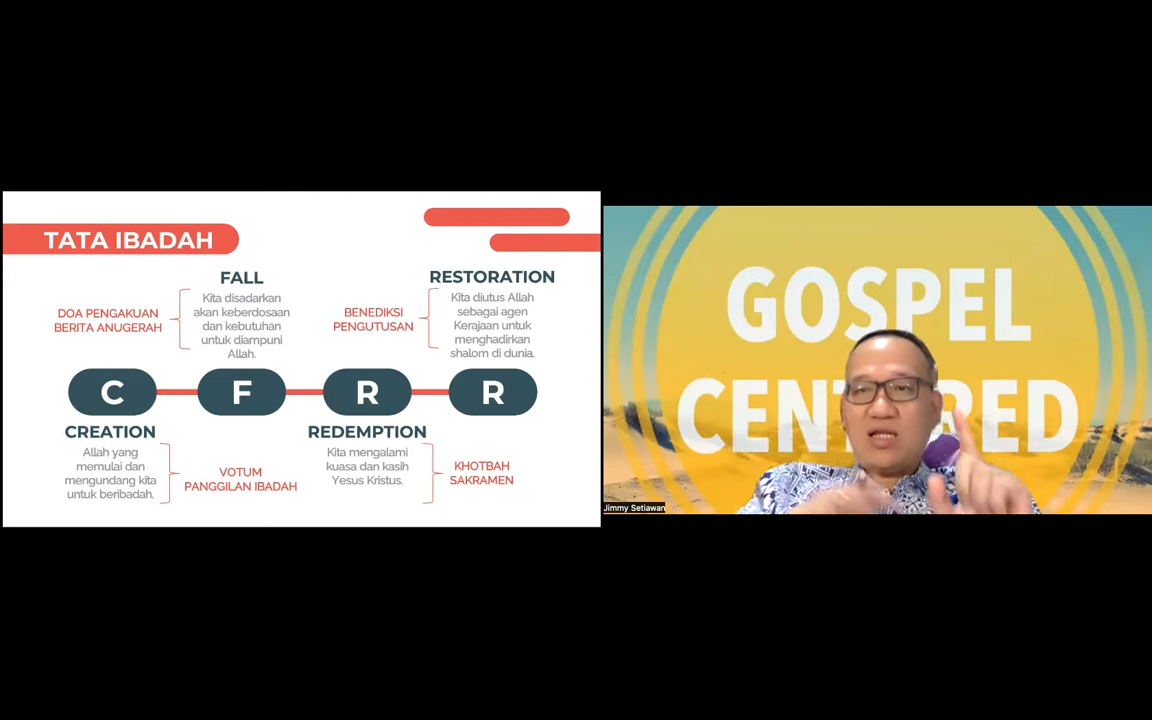 TATA IBADAH
FALL
Kita disadarkan
akan keberdosaan
dan kebutuhan
untuk diampuni
Allah.
DOA PENGAKUAN
BERITA ANUGERAH
RESTORATION
Kita diutus Allah
sebagai agen
Kerajaan untuk
menghadirkan
shalom di dunia.
BENEDIKSI
PENGUTUSAN
C
F
R
R
CREATION
Allah yang
memulai dan
mengundang kita
untuk beribadah.
VOTUM
PANGGILAN IBADAH
REDEMPTION
Kita mengalami
kuasa dan kasih
Yesus Kristus.
KHOTBAH
SAKRAMEN
GOSPEL
CENTERED
Jimmy Setiawan